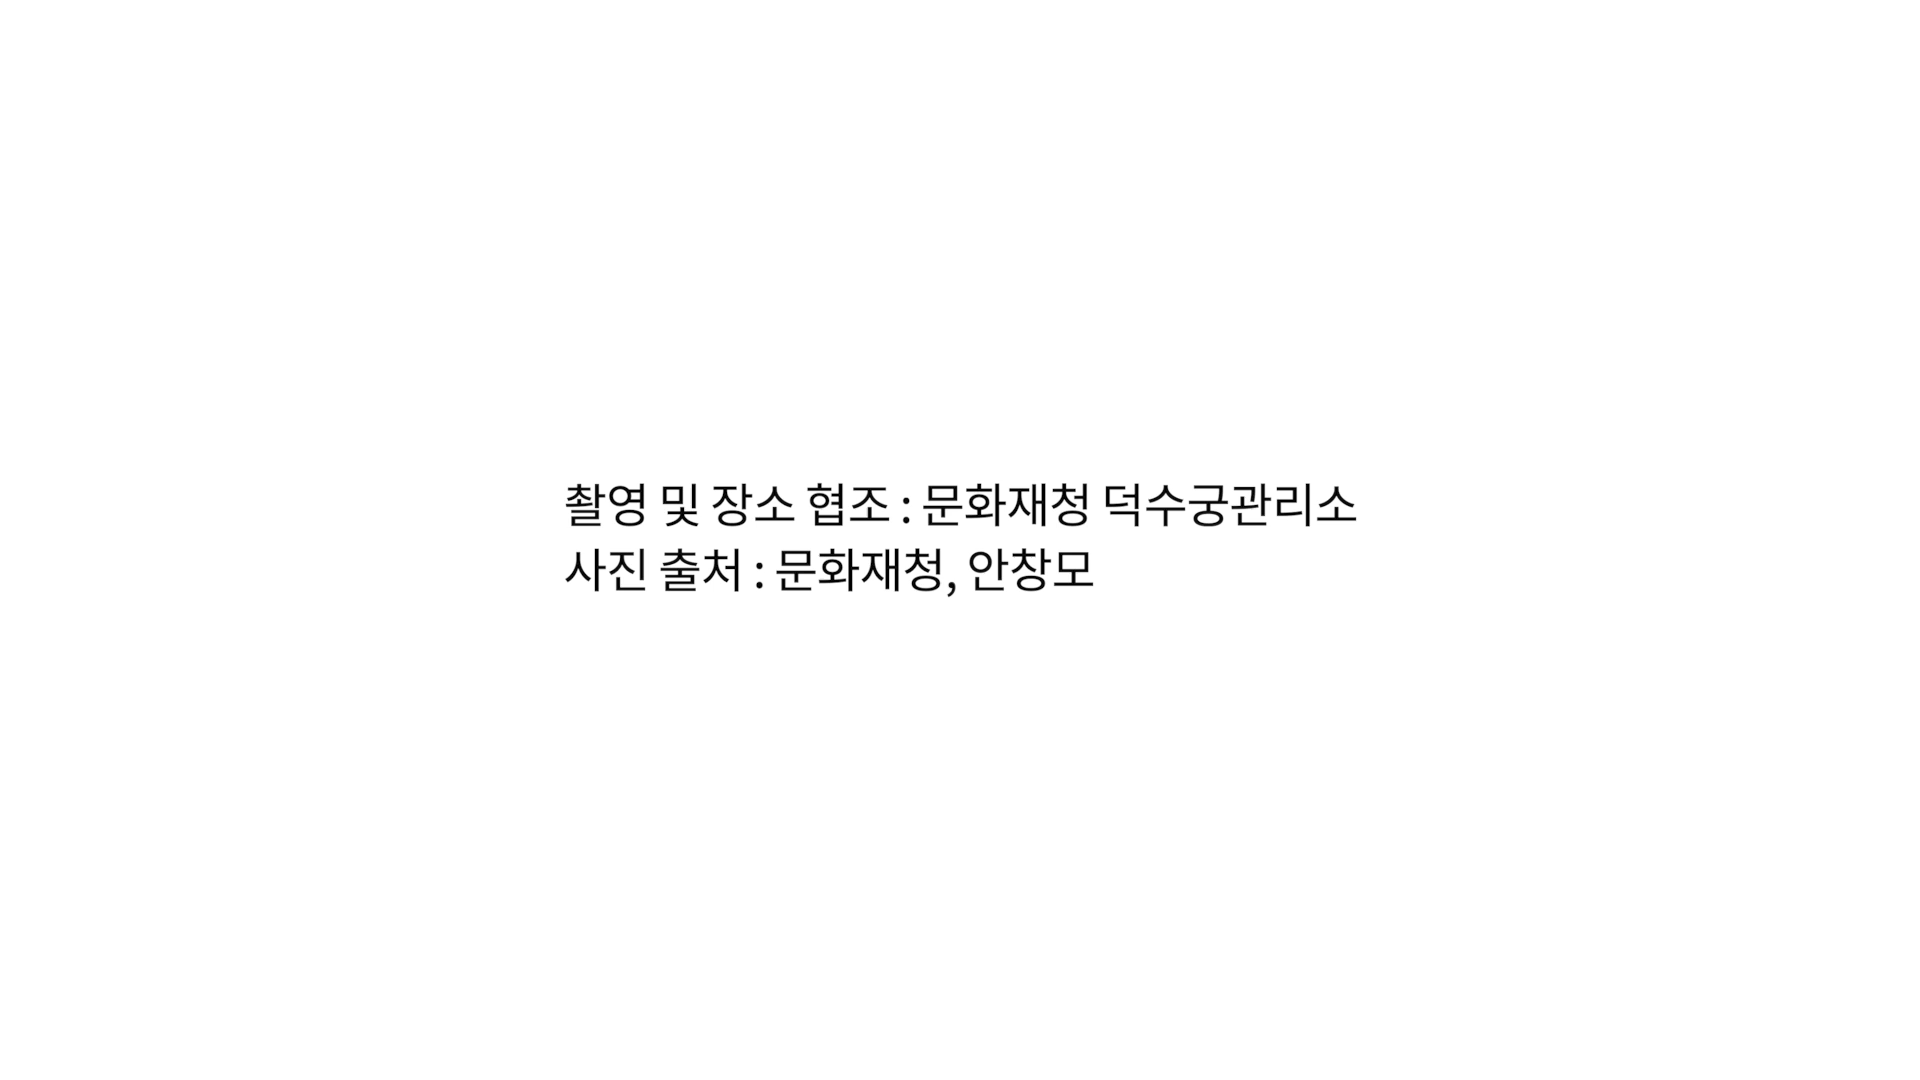 촬영 및 장소 협조 : 문화재청 덕수궁관리소
사진 출처 : 문화재청, 안창모